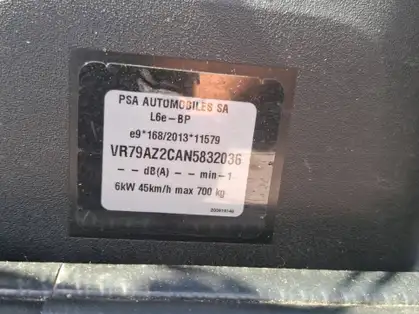 PSA AUTOMOBILES SA
L6e-BP
e9*168/2013*11579
VR79AZ2CAN5832036
-- dB(A) -- min-1
6kW 45km/h max 700 kg